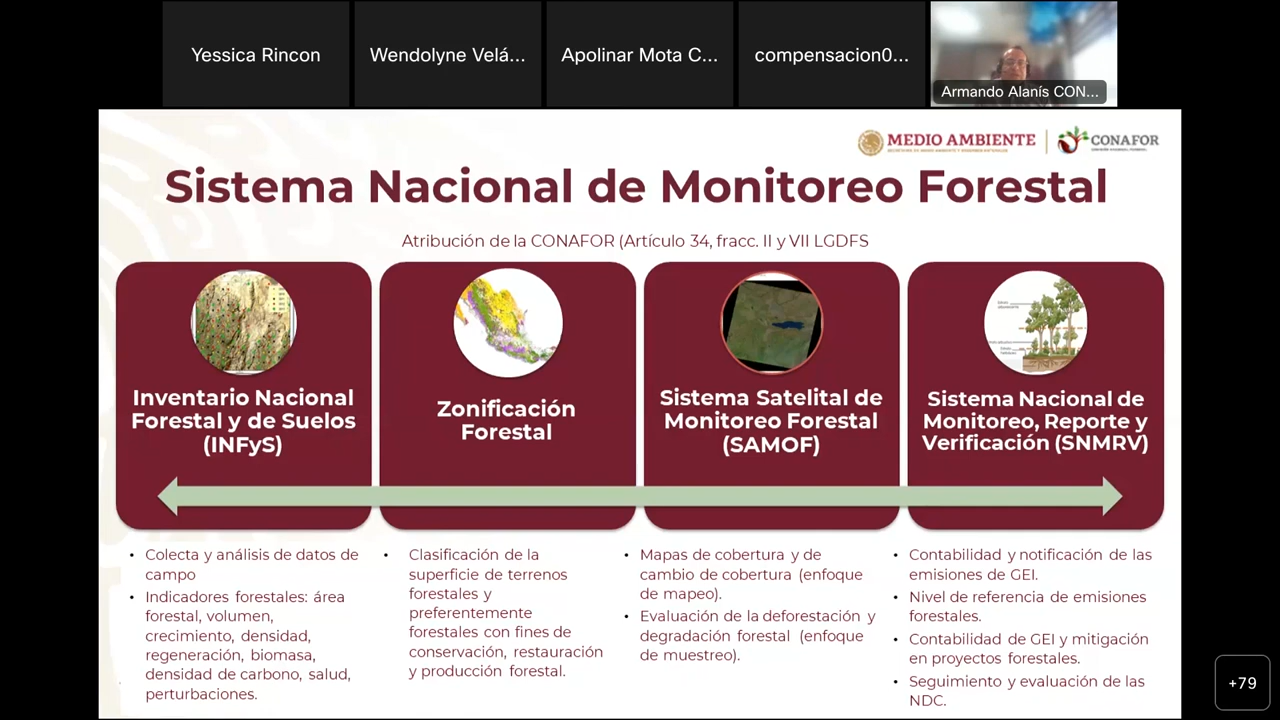 Yessica Rincon
Wendolyne Velá...
Apolinar Mota C...
compensacion0...
Armando Alanís CON...
MEDIO AMBIENTE
CONAFOR
Sistema Nacional de Monitoreo Forestal
Atribución de la CONAFOR (Artículo 34, fracc. II y VII LGDFS
Inventario Nacional
Forestal y de Suelos
(INFyS)
Zonificación
Forestal
Sistema Satelital de
Monitoreo Forestal
(SAMOF)
Sistema Nacional de
Monitoreo, Reporte y
Verificación (SNMRV)
• Colecta y análisis de datos de
campo
• Indicadores forestales: área
forestal, volumen,
crecimiento, densidad,
regeneración, biomasa,
densidad de carbono, salud,
perturbaciones.
• Clasificación de la
superficie de terrenos
forestales y
preferentemente
forestales con fines de
conservación, restauración
y producción forestal.
• Mapas de cobertura y de
cambio de cobertura (enfoque
de mapeo).
• Evaluación de la deforestación y
degradación forestal (enfoque
de muestreo).
• Contabilidad y notificación de las
emisiones de GEI.
• Nivel de referencia de emisiones
forestales.
• Contabilidad de GEI y mitigación
en proyectos forestales.
• Seguimiento y evaluación de las
NDC.
+79